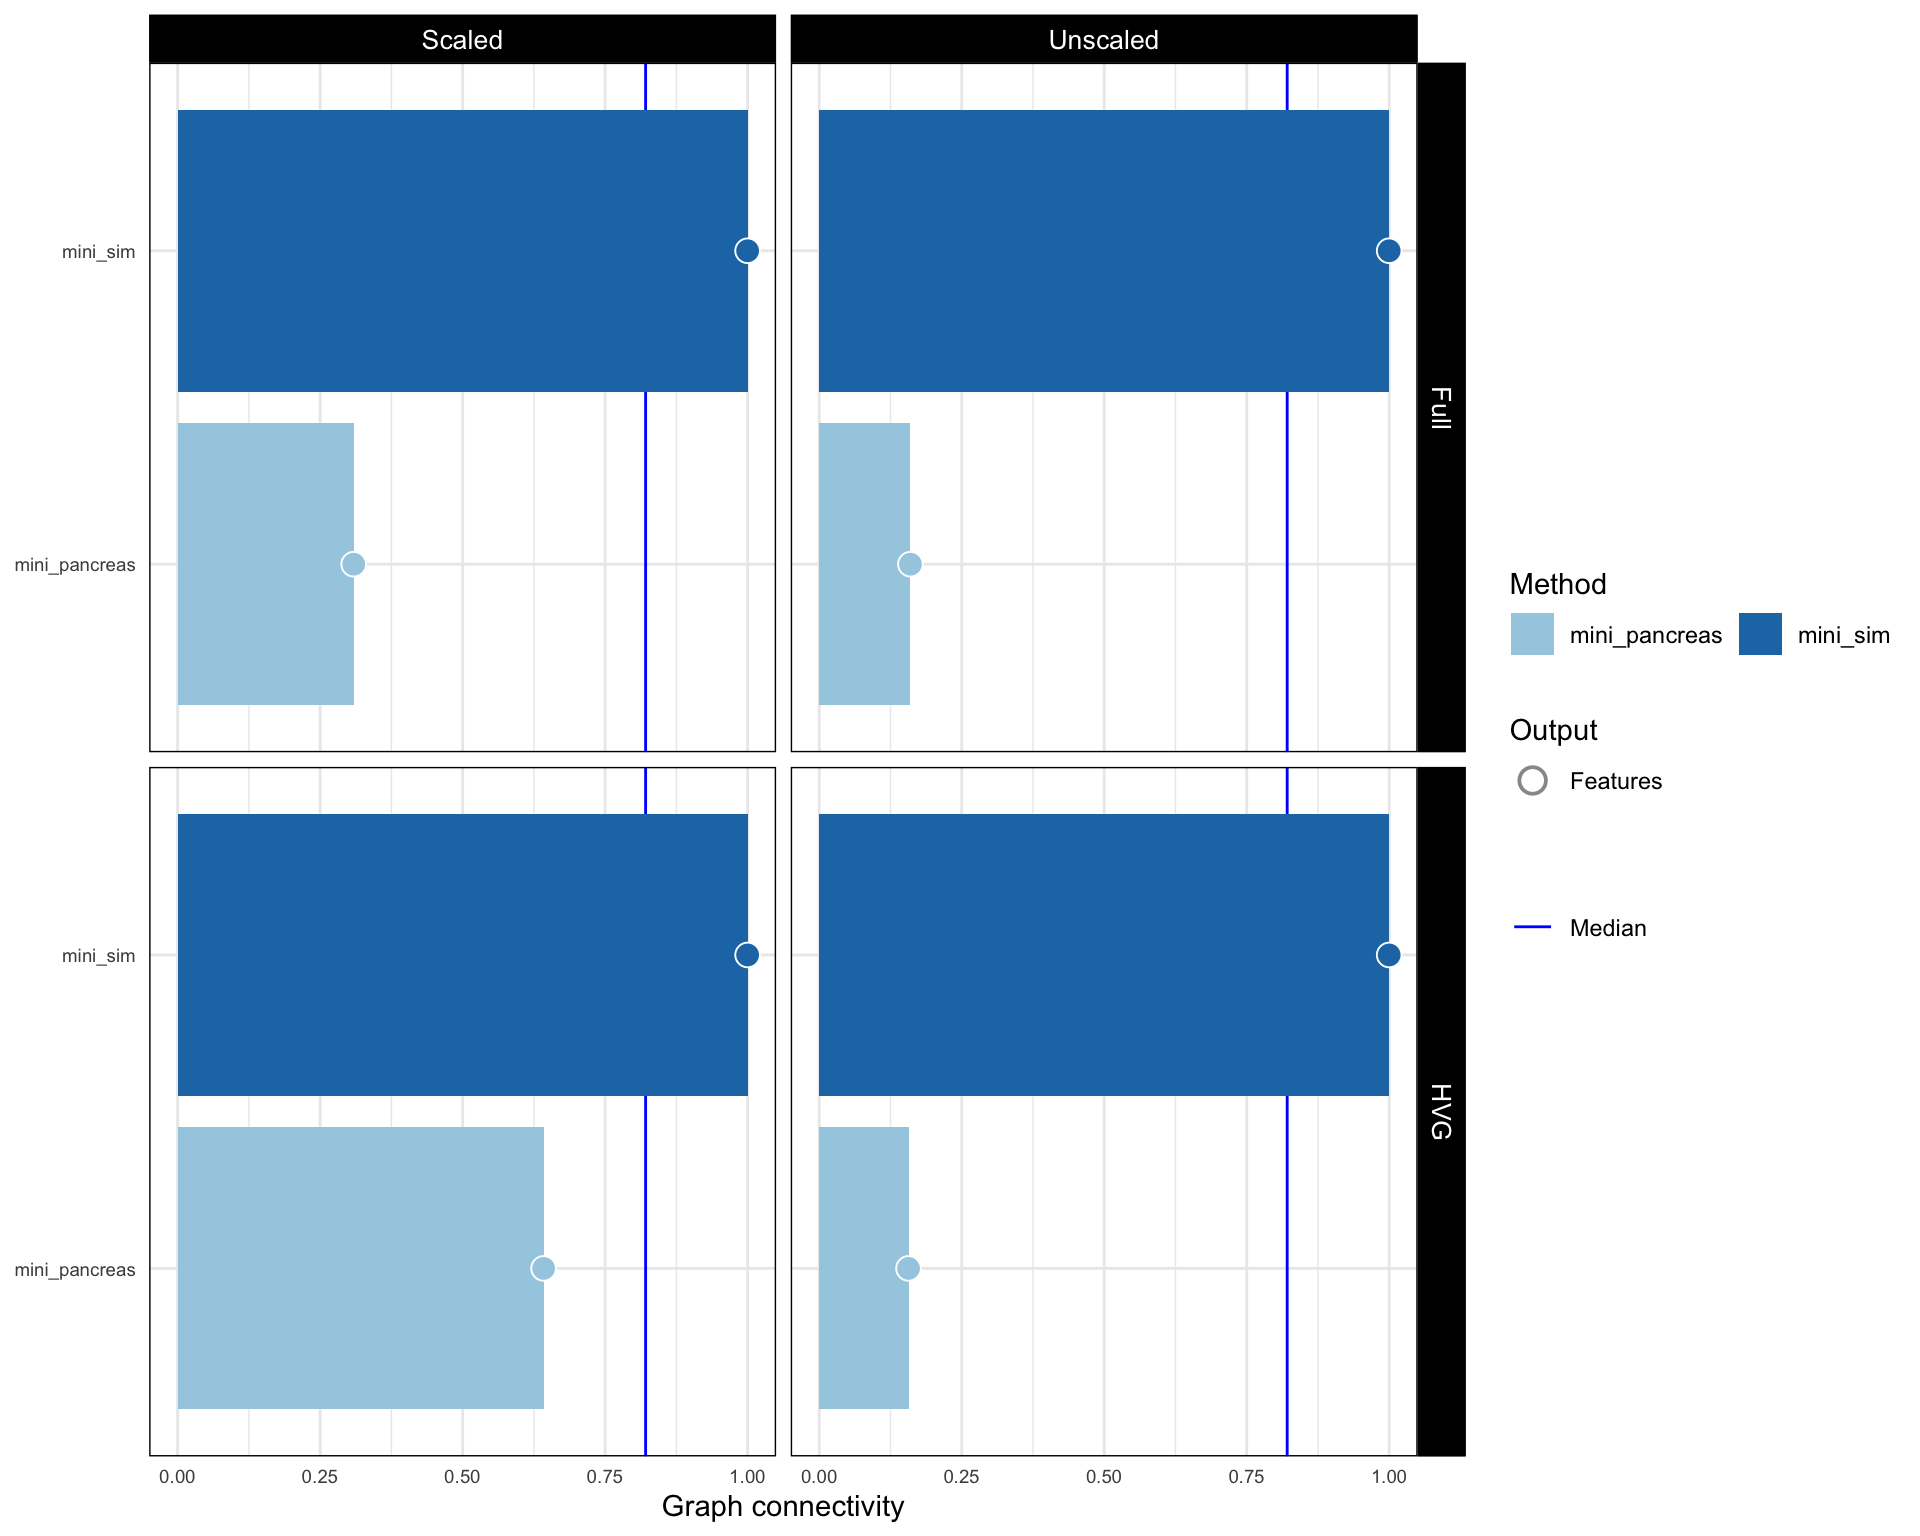 Scaled
Unscaled
mini_sim
mini_pancreas
Full
mini_sim
mini_pancreas
HVG
0.00 0.25 0.50 0.75 1.00
0.00 0.25 0.50 0.75 1.00
Graph connectivity
Method
mini_pancreas
mini_sim
Output
Features
Median